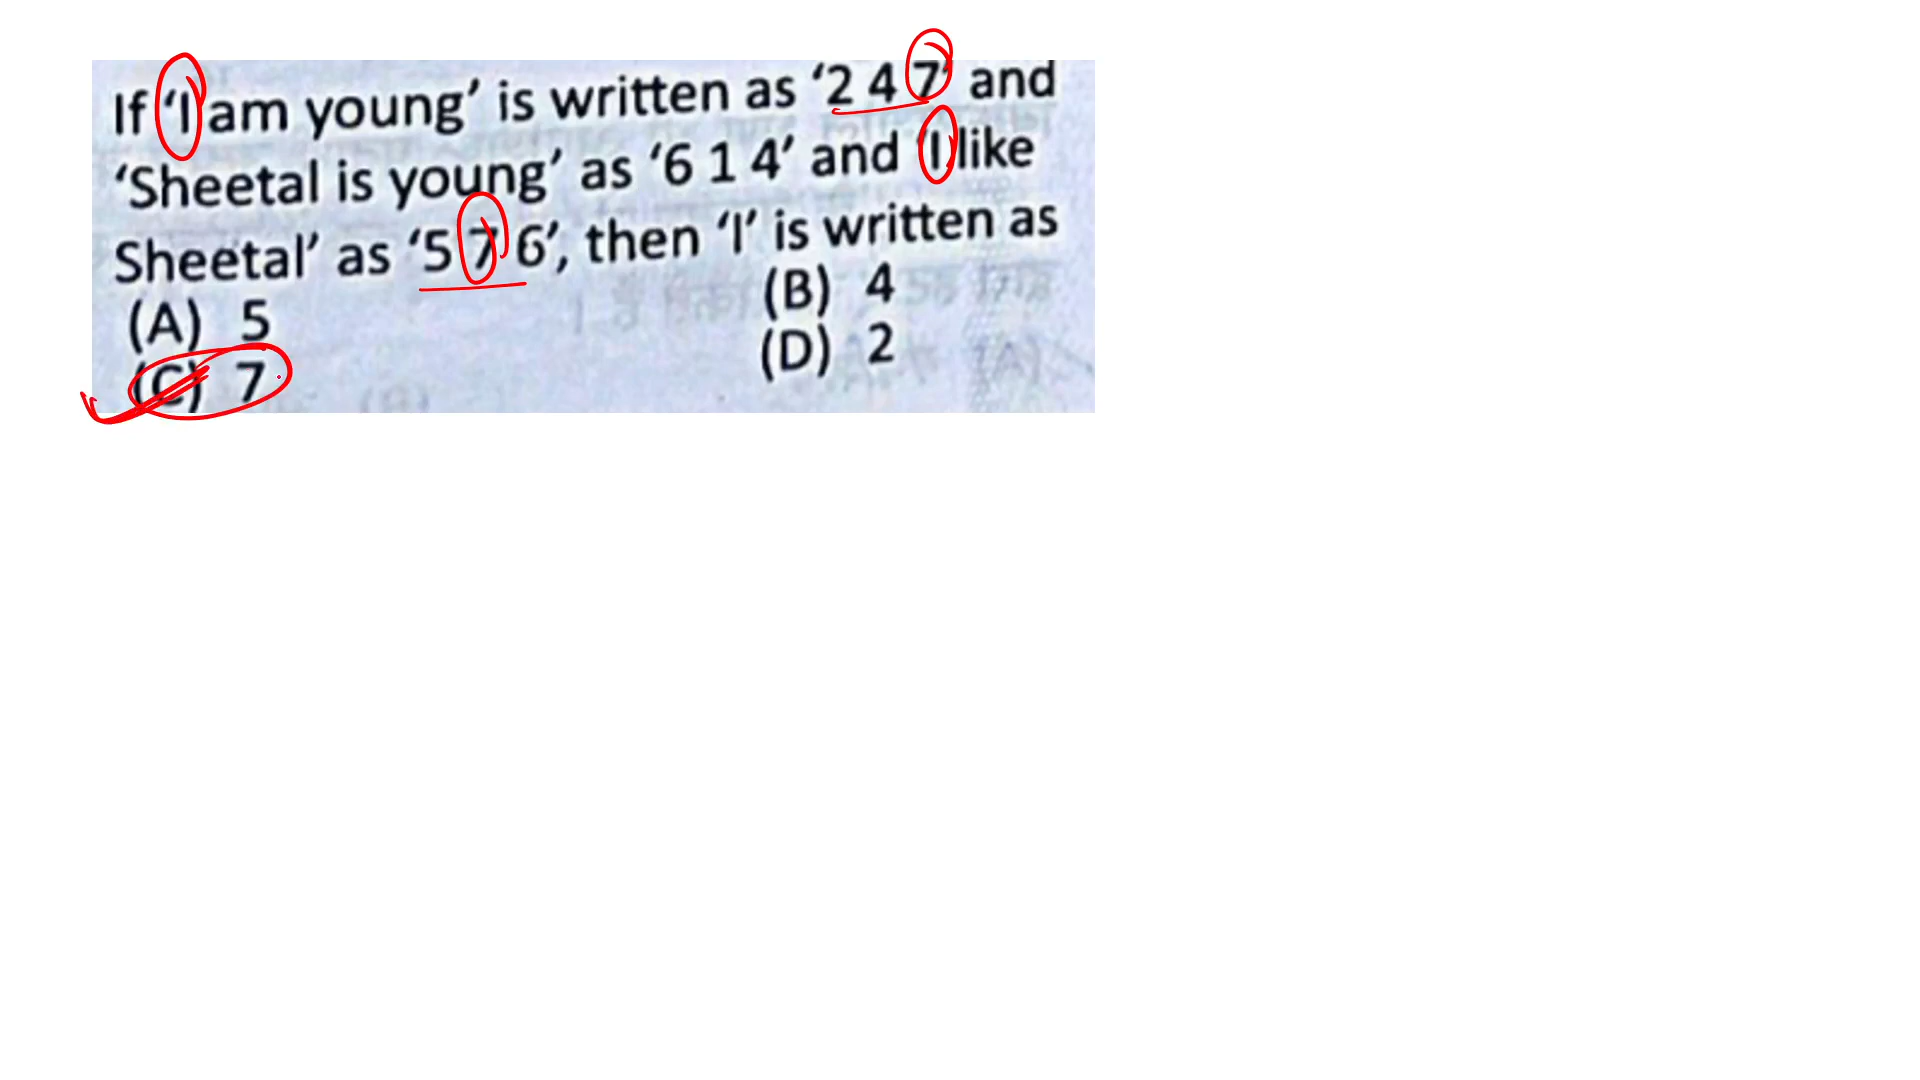 If 'I am young' is written as '2 4 7' and
'Sheetal is young' as '6 1 4' and 'I like
Sheetal' as '5 7 6', then 'I' is written as
(A) 5 (B) 4
(C) 7 (D) 2